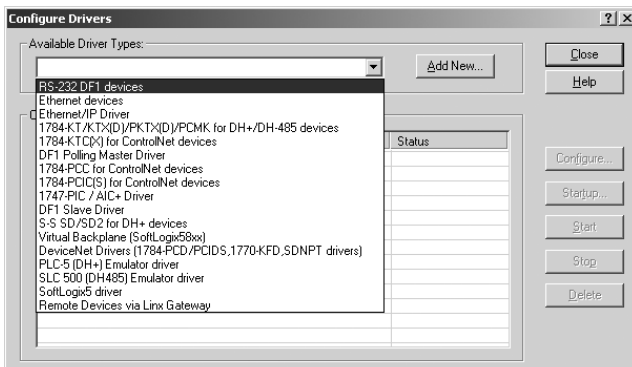 Configure Drivers
? x
Available Driver Types:
Add New...
Close
Help
RS-232 DF1 devices
Ethernet devices
Ethernet/IP Driver
1784-KT/KTX(D)/PKTX(D)/PCMK for DH+/DH-485 devices
1784-KTC(X) for ControlNet devices
DF1 Polling Master Driver
1784-PCC for ControlNet devices
1784-PCIC(S) for ControlNet devices
1747-PIC / AIC+ Driver
DF1 Slave Driver
S-S SD/SD2 for DH+ devices
Virtual Backplane (SoftLogix58xx)
DeviceNet Drivers (1784-PCD/PCIDS,1770-KFD,SDNPT drivers)
PLC-5 (DH+) Emulator driver
SLC 500 (DH485) Emulator driver
SoftLogix5 driver
Remote Devices via Linx Gateway
Status
Configure...
Startup...
Start
Stop
Delete